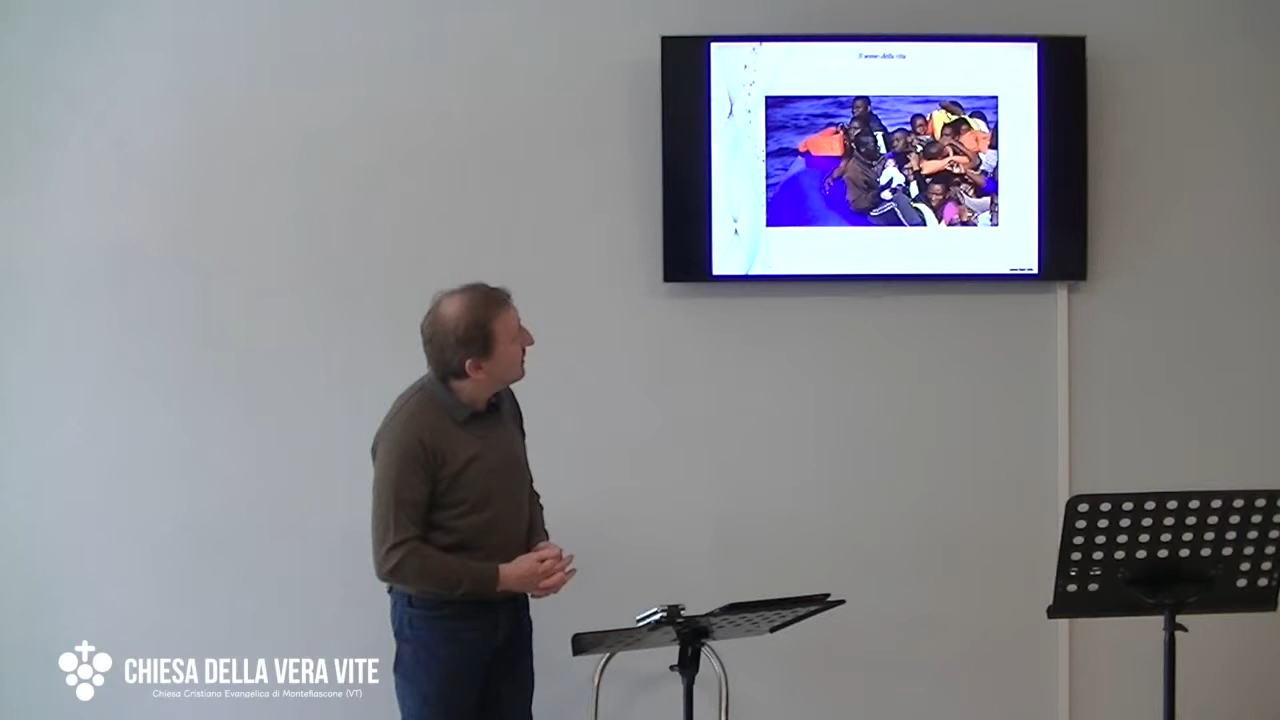 Il senso della vita
CHIESA DELLA VERA VITE
Chiesa Cristiana Evangelica di Montefiascone (VT)